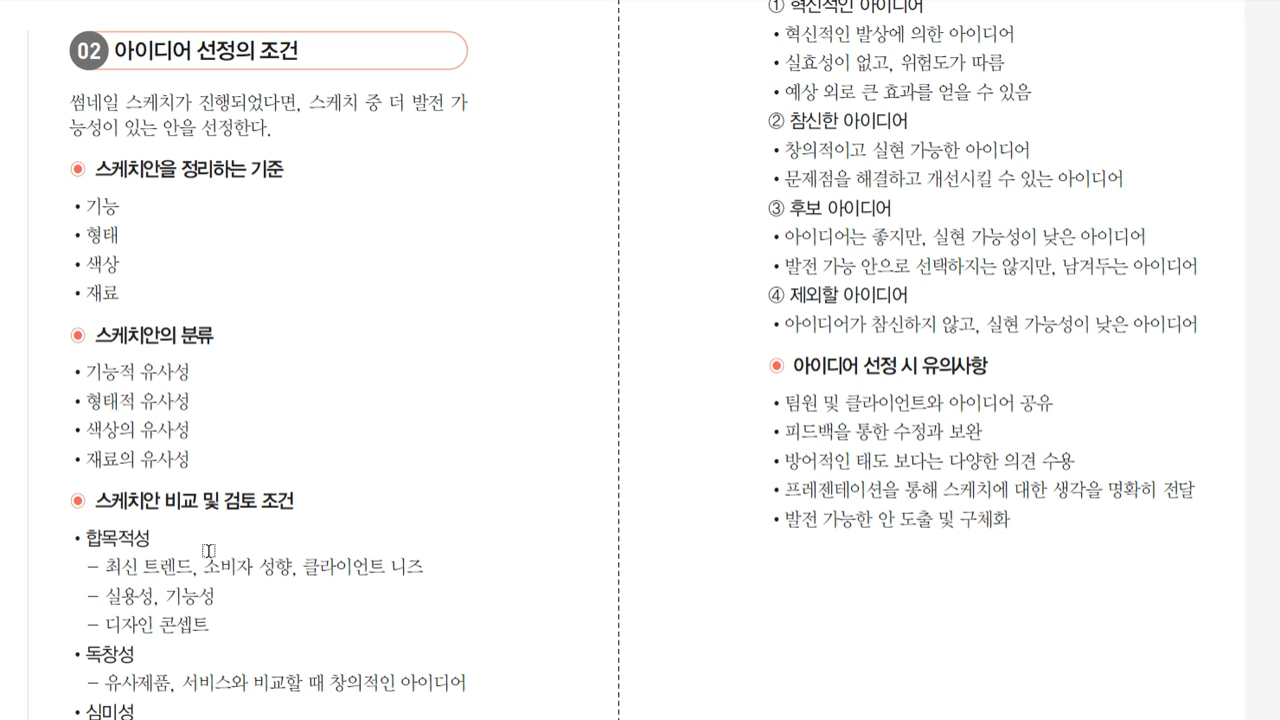 02 아이디어 선정의 조건
썸네일 스케치가 진행되었다면, 스케치 중 더 발전 가
능성이 있는 안을 선정한다.
스케치안을 정리하는 기준
• 기능
• 형태
• 색상
• 재료
스케치안의 분류
• 기능적 유사성
• 형태적 유사성
• 색상의 유사성
• 재료의 유사성
스케치안 비교 및 검토 조건
• 합목적성
– 최신 트렌드, 소비자 성향, 클라이언트 니즈
– 실용성, 기능성
– 디자인 콘셉트
• 독창성
– 유사제품, 서비스와 비교할 때 창의적인 아이디어
• 심미성
① 혁신적인 아이디어
• 혁신적인 발상에 의한 아이디어
• 실효성이 없고, 위험도가 따름
• 예상 외로 큰 효과를 얻을 수 있음
② 참신한 아이디어
• 창의적이고 실현 가능한 아이디어
• 문제점을 해결하고 개선시킬 수 있는 아이디어
③ 후보 아이디어
• 아이디어는 좋지만, 실현 가능성이 낮은 아이디어
• 발전 가능 안으로 선택하지는 않지만, 남겨두는 아이디어
④ 제외할 아이디어
• 아이디어가 참신하지 않고, 실현 가능성이 낮은 아이디어
아이디어 선정 시 유의사항
• 팀원 및 클라이언트와 아이디어 공유
• 피드백을 통한 수정과 보완
• 방어적인 태도 보다는 다양한 의견 수용
• 프레젠테이션을 통해 스케치에 대한 생각을 명확히 전달
• 발전 가능한 안 도출 및 구체화